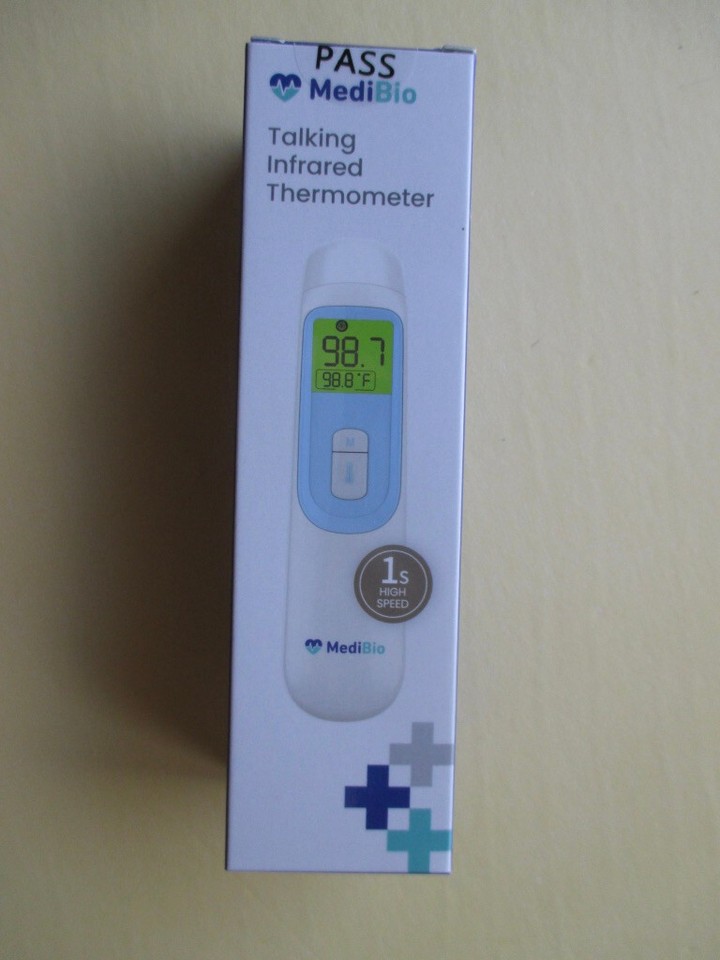 PASS
MediBio
Talking
Infrared
Thermometer
98.7
98.8°F
M
1s
HIGH
SPEED
MediBio